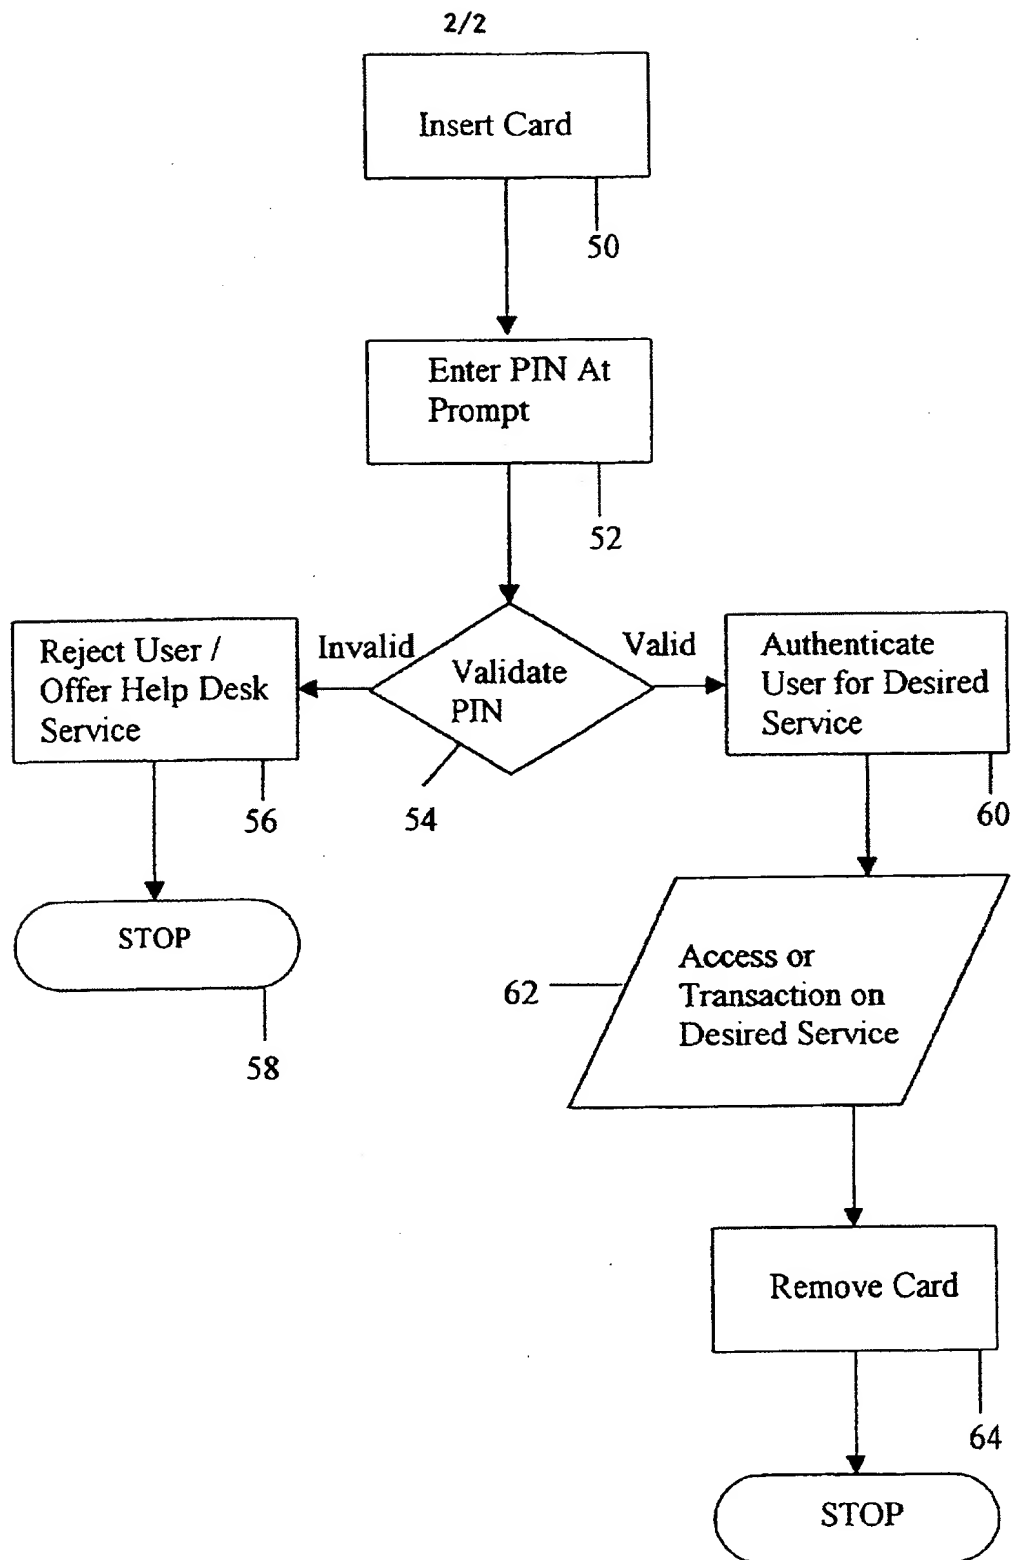 2/2
Insert Card
50
Enter PIN At
Prompt
52
Invalid
Validate
PIN
Valid
54
Reject User /
Offer Help Desk
Service
56
STOP
58
Authenticate
User for Desired
Service
60
Access or
Transaction on
Desired Service
62
Remove Card
64
STOP